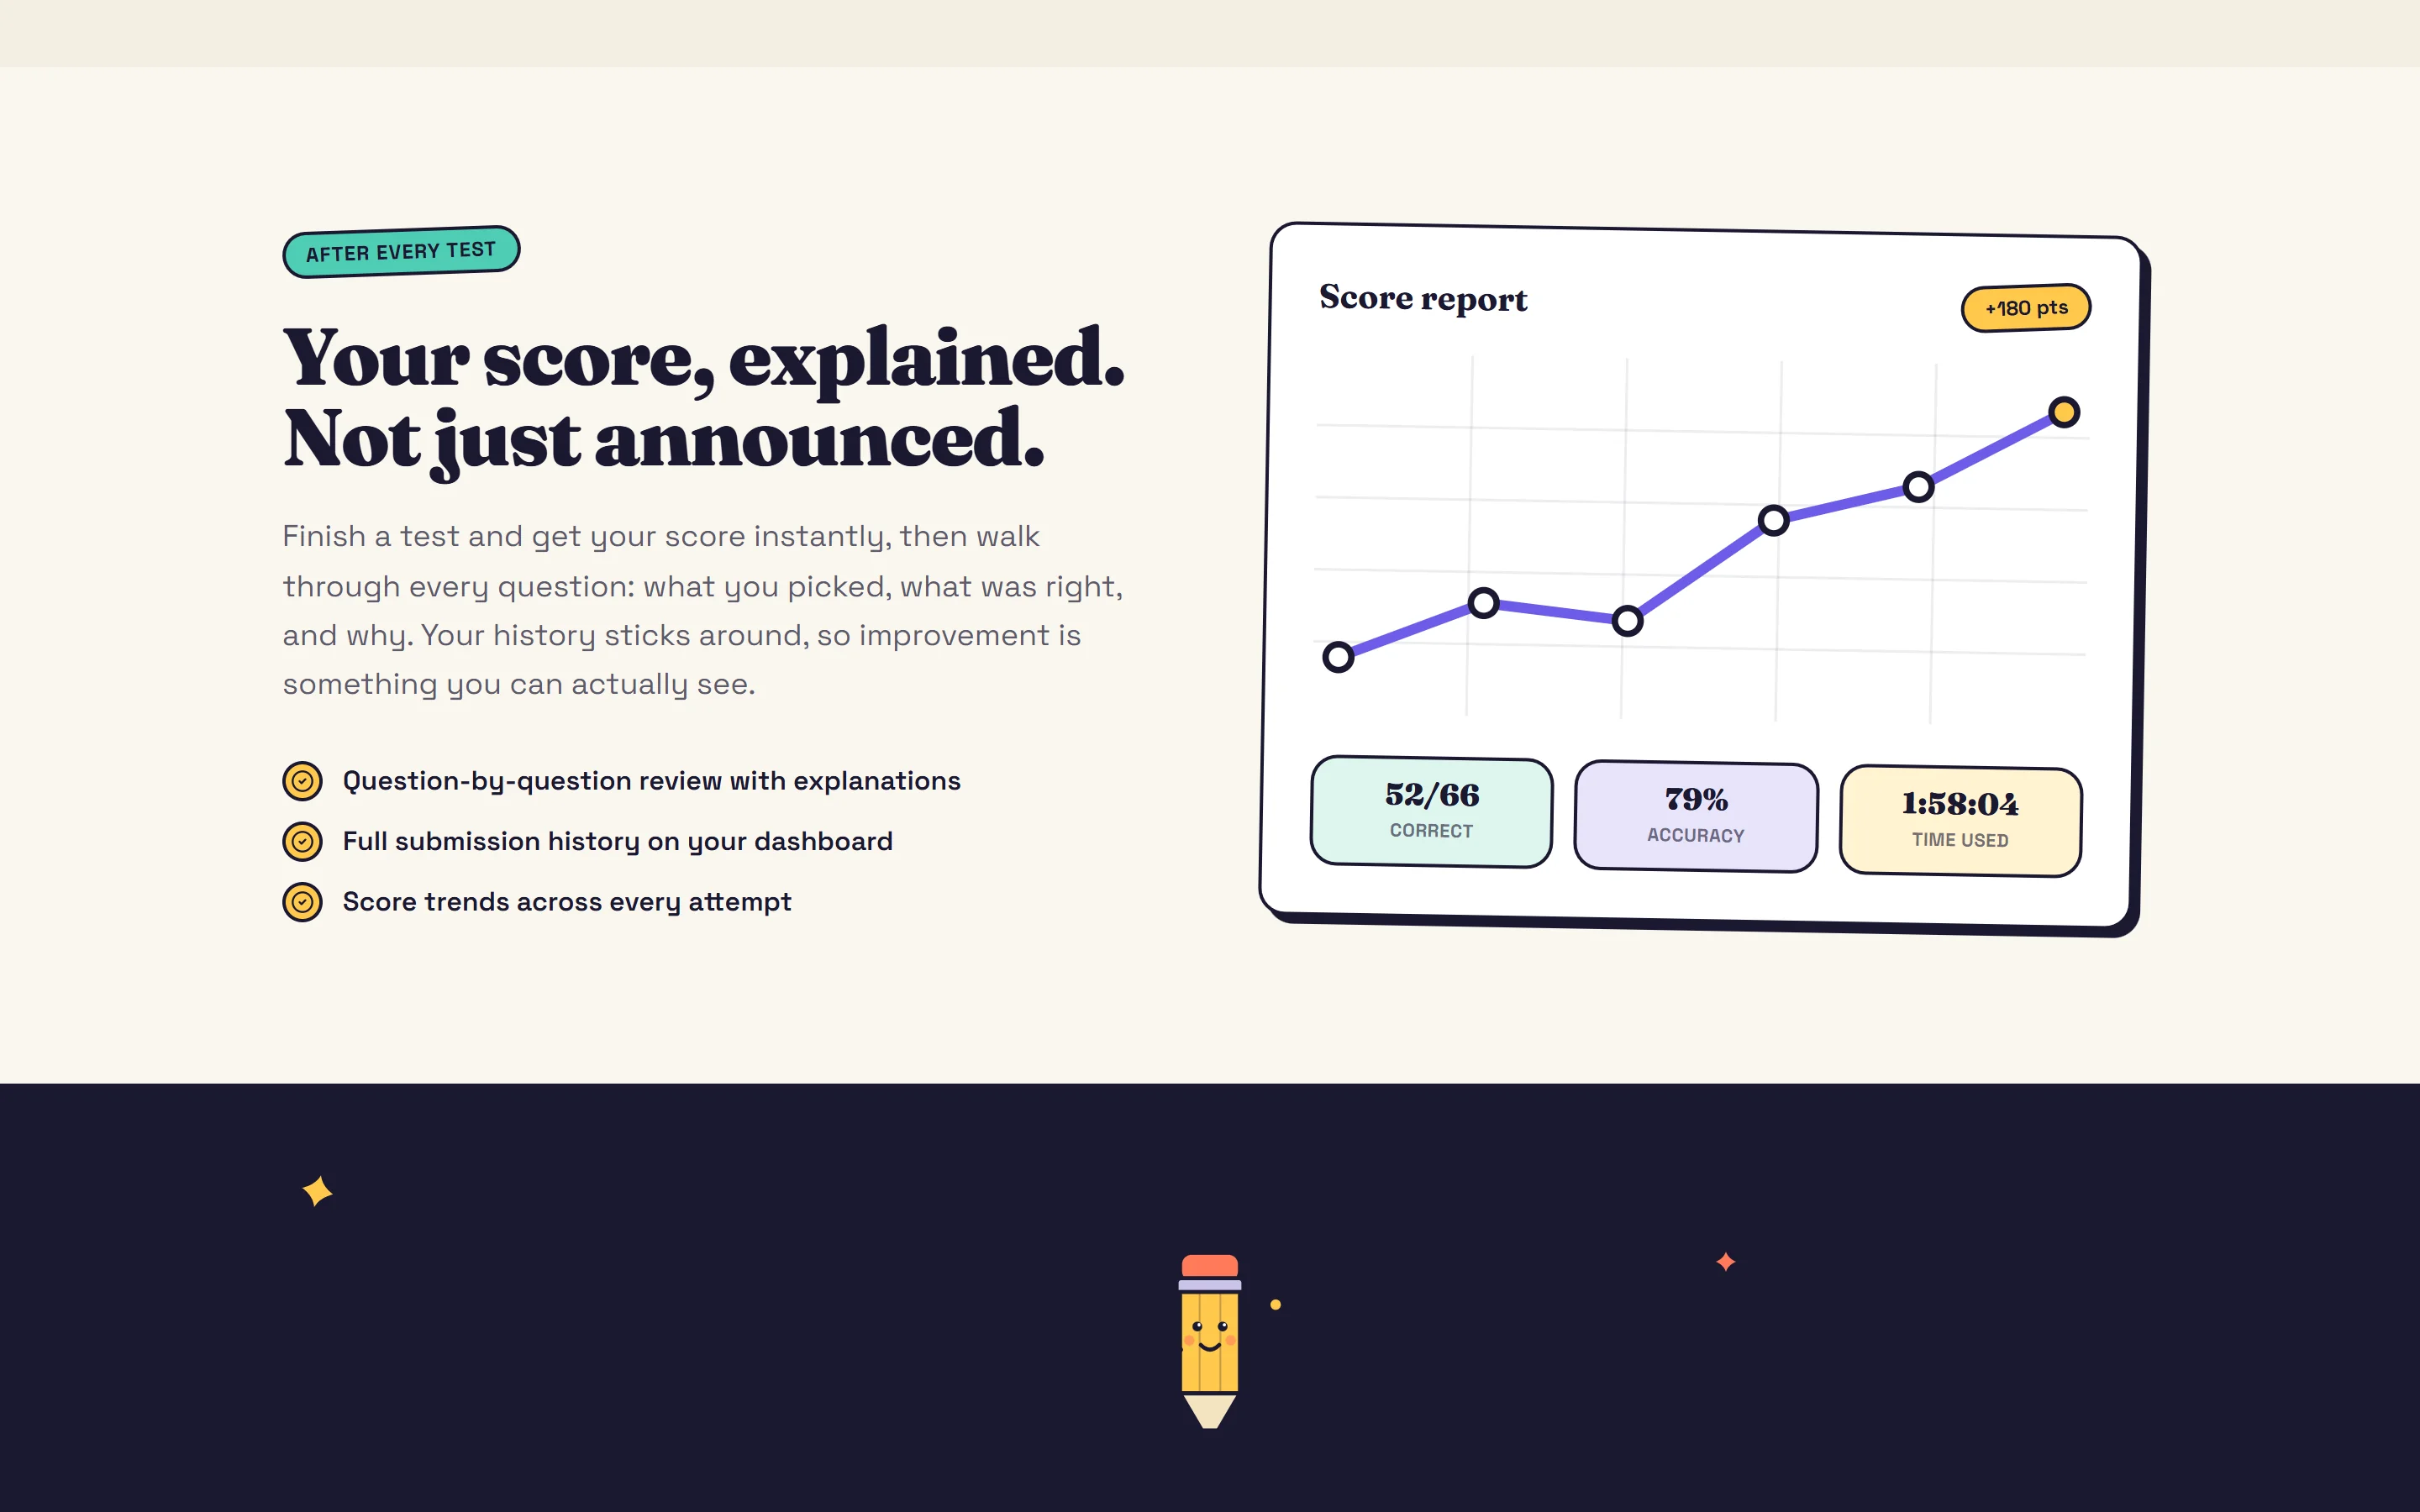 AFTER EVERY TEST
Your score, explained.
Not just announced.
Finish a test and get your score instantly, then walk
through every question: what you picked, what was right,
and why. Your history sticks around, so improvement is
something you can actually see.
Question-by-question review with explanations
Full submission history on your dashboard
Score trends across every attempt
Score report
+180 pts
52/66
CORRECT
79%
ACCURACY
1:58:04
TIME USED